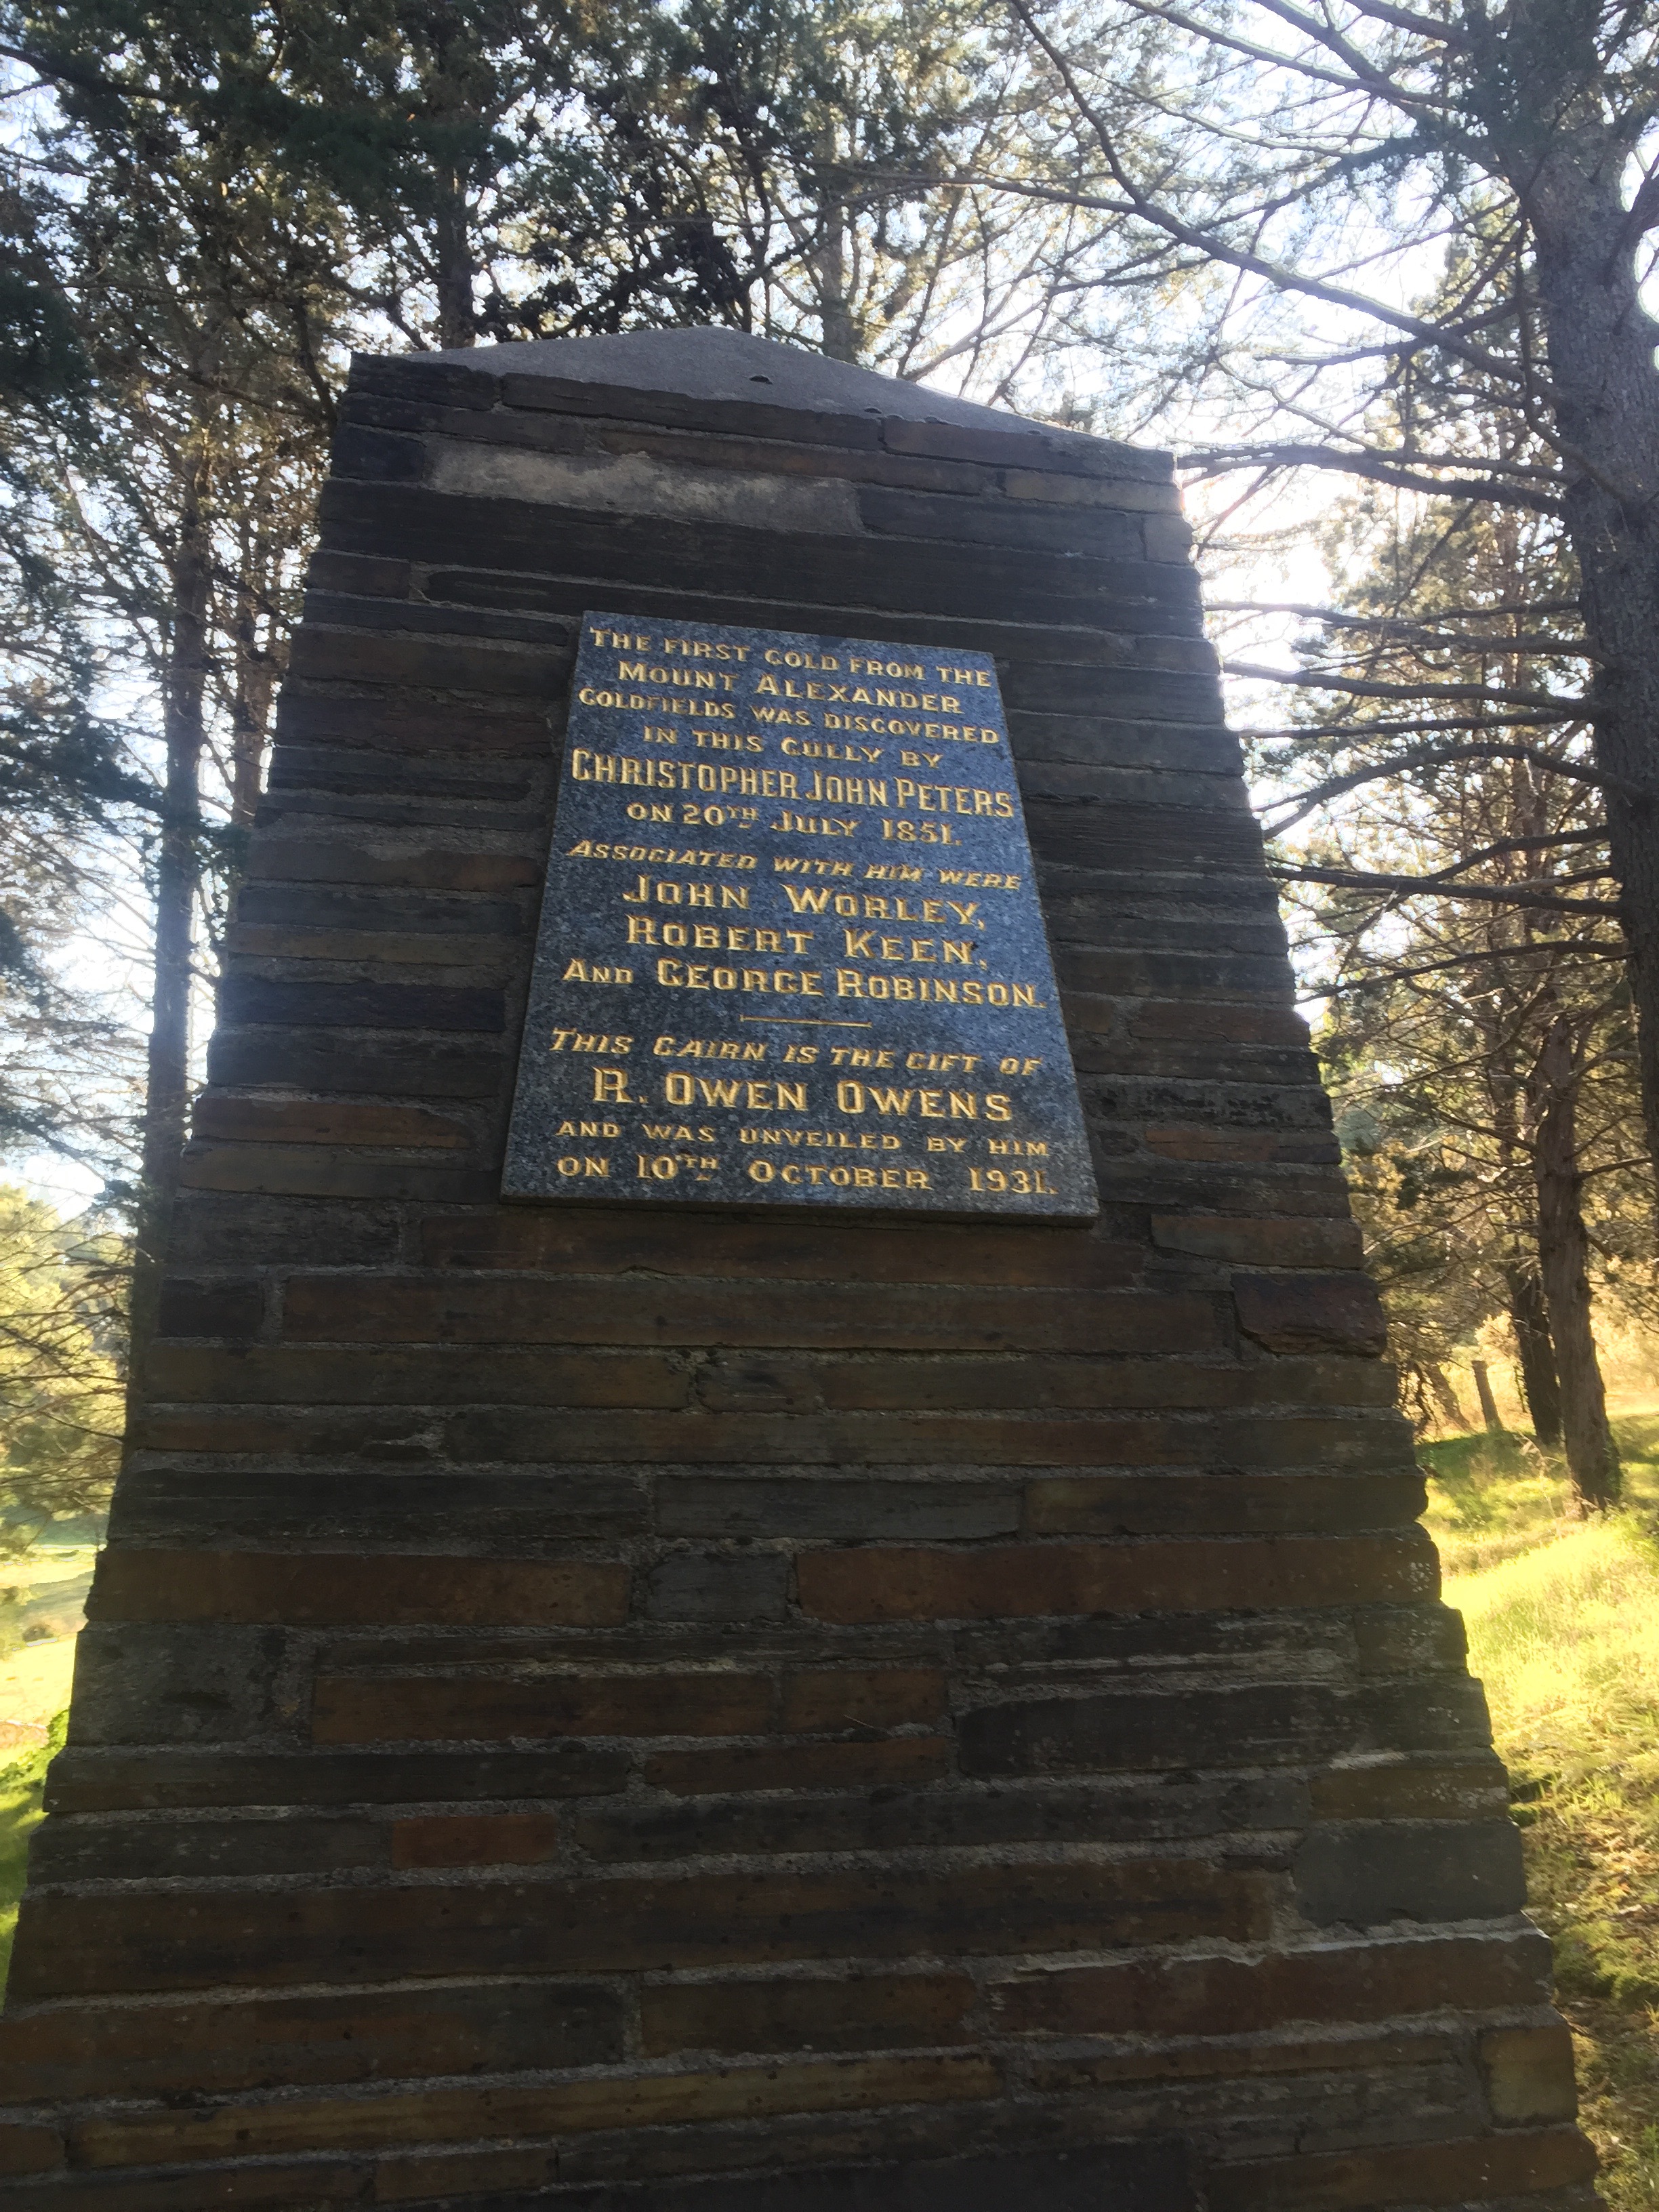 THE FIRST GOLD FROM THE
MOUNT ALEXANDER
GOLDFIELDS WAS DISCOVERED
IN THIS GULLY BY
CHRISTOPHER JOHN PETERS
ON 20TH JULY 1851.
ASSOCIATED WITH HIM WERE
JOHN WORLEY,
ROBERT KEEN,
AND GEORGE ROBINSON.
THIS CAIRN IS THE GIFT OF
R. OWEN OWENS
AND WAS UNVEILED BY HIM
ON 10TH OCTOBER 1931.